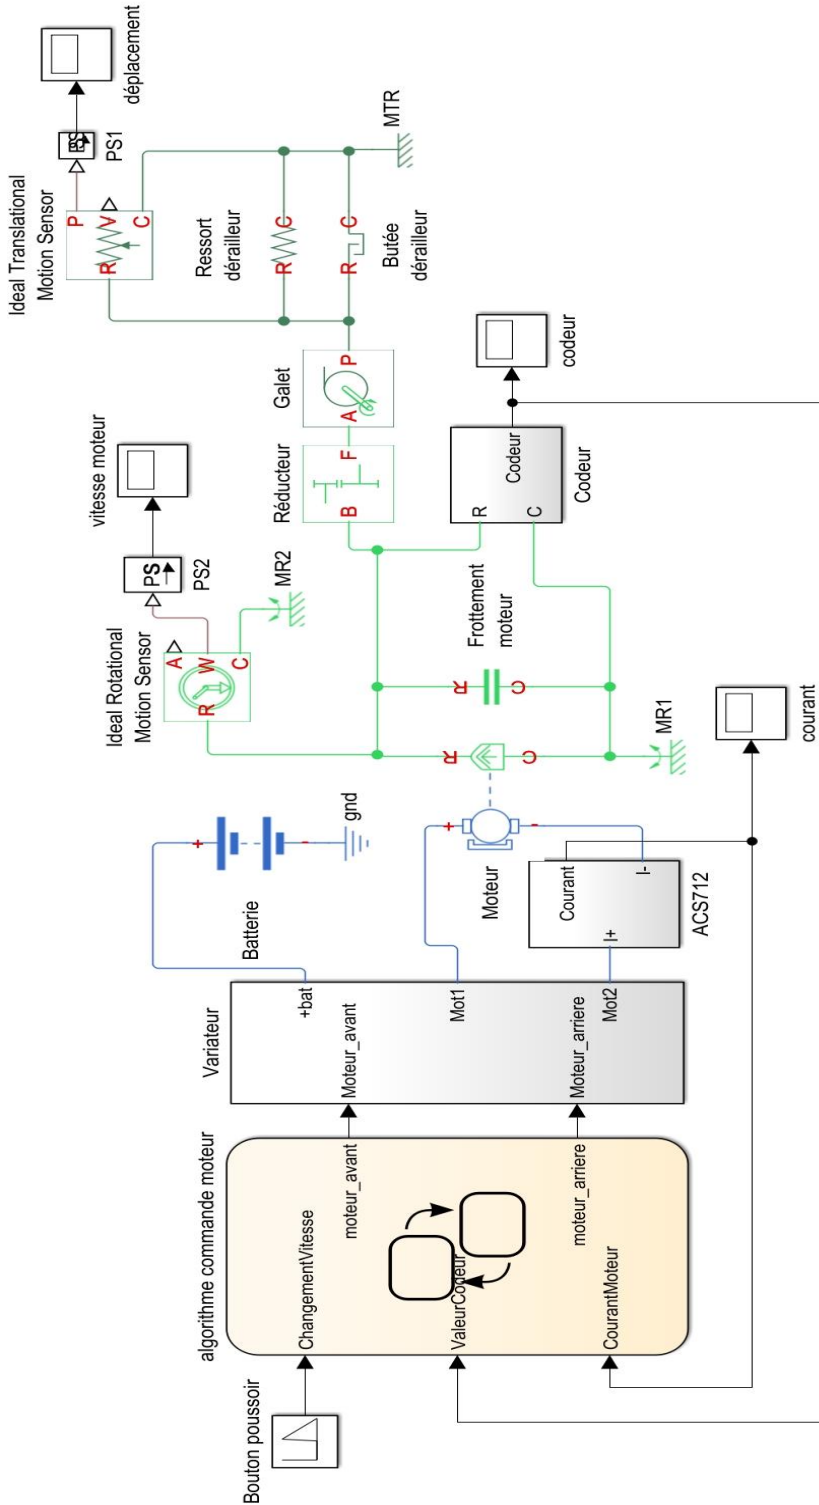 Bouton poussoir
algorithme commande moteur
ChangementVitesse
ValeurCodeur
CourantMoteur
moteur_avant
moteur_arriere
Variateur
Moteur_avant
Moteur_arriere
+bat
Mot1
Mot2
Batterie
+
-
gnd
Moteur
+
-
Courant
I+
I-
ACS712
courant
R
C
MR1
R
C
Frottement
moteur
Ideal Rotational
Motion Sensor
R
A
W
C
MR2
PS
PS2
vitesse moteur
Réducteur
B
F
Galet
A
P
R
C
Codeur
Codeur
codeur
Ideal Translational
Motion Sensor
R
P
V
C
PS
PS1
déplacement
Ressort
dérailleur
R
C
Butée
dérailleur
R
C
MTR